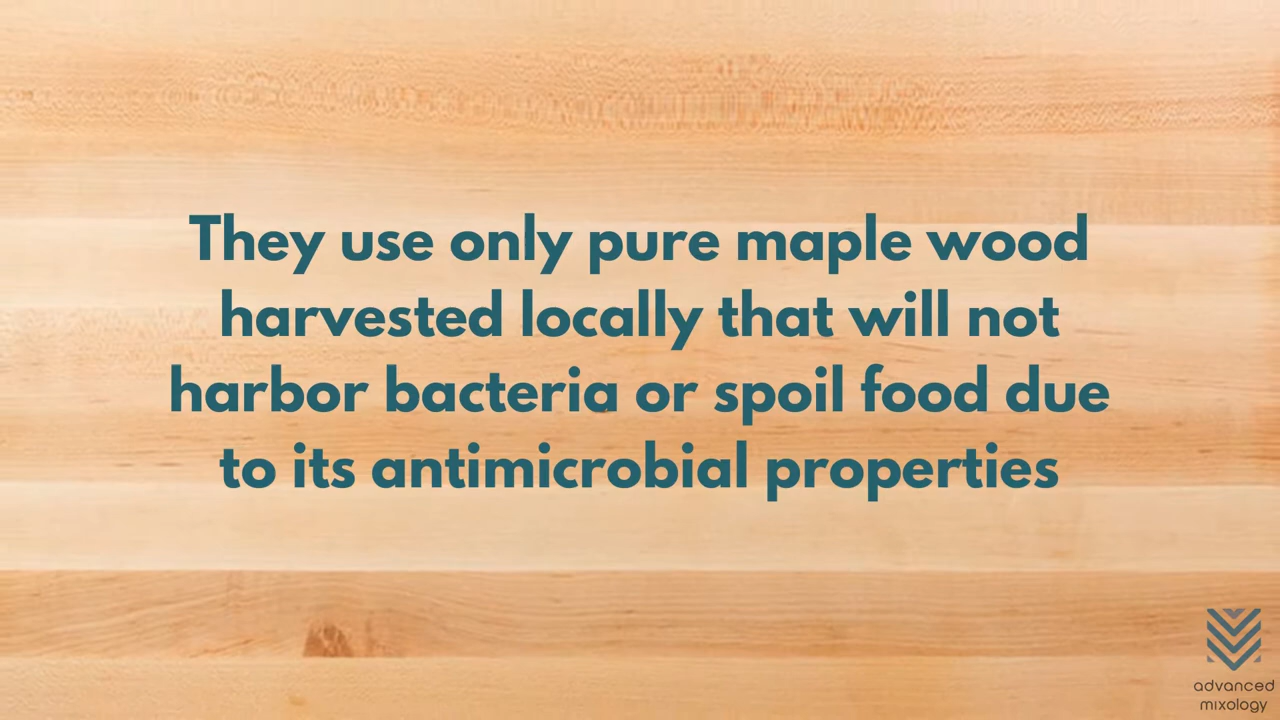 They use only pure maple wood
harvested locally that will not
harbor bacteria or spoil food due
to its antimicrobial properties
advanced
mixology